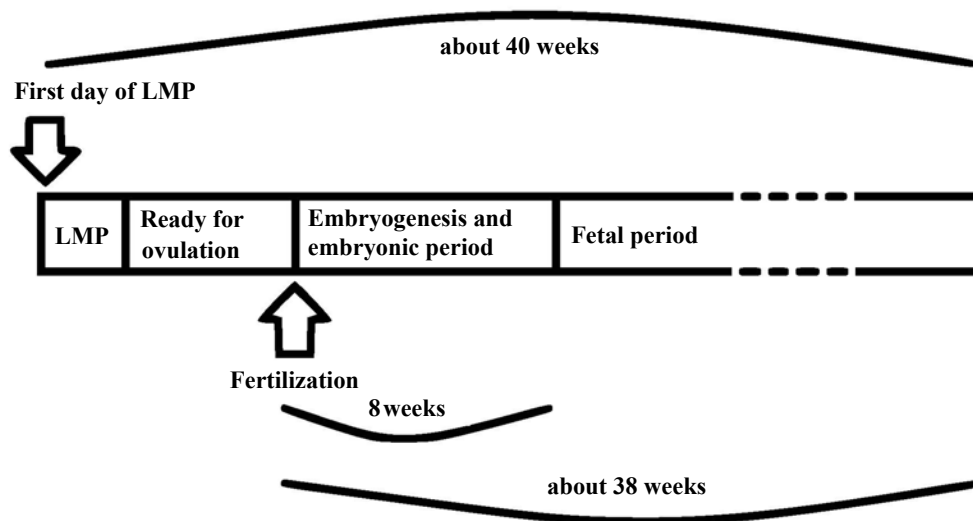 about 40 weeks
First day of LMP
LMP
Ready for
ovulation
Embryogenesis and
embryonic period
Fetal period
Fertilization
8 weeks
about 38 weeks